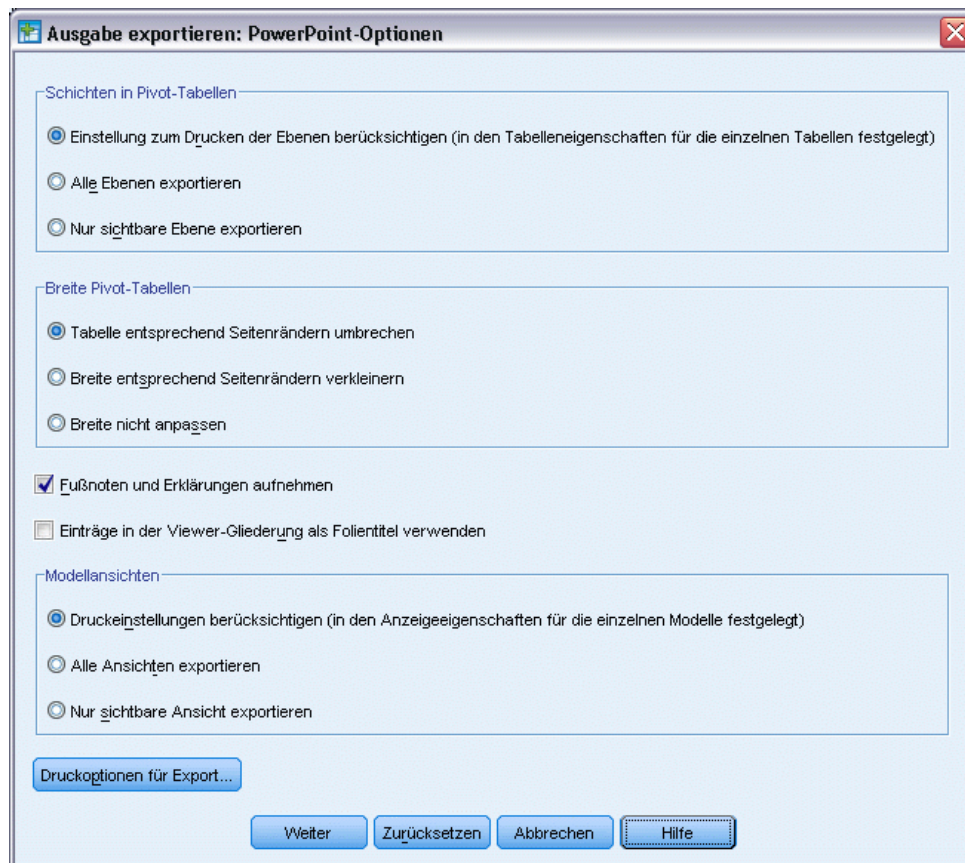 Ausgabe exportieren: PowerPoint-Optionen
Schichten in Pivot-Tabellen
Einstellung zum Drucken der Ebenen berücksichtigen (in den Tabelleneigenschaften für die einzelnen Tabellen festgelegt)
Alle Ebenen exportieren
Nur sichtbare Ebene exportieren
Breite Pivot-Tabellen
Tabelle entsprechend Seitenrändern umbrechen
Breite entsprechend Seitenrändern verkleinern
Breite nicht anpassen
Fußnoten und Erklärungen aufnehmen
Einträge in der Viewer-Gliederung als Folientitel verwenden
Modellansichten
Druckeinstellungen berücksichtigen (in den Anzeigeeigenschaften für die einzelnen Modelle festgelegt)
Alle Ansichten exportieren
Nur sichtbare Ansicht exportieren
Druckoptionen für Export...
Weiter Zurücksetzen Abbrechen Hilfe